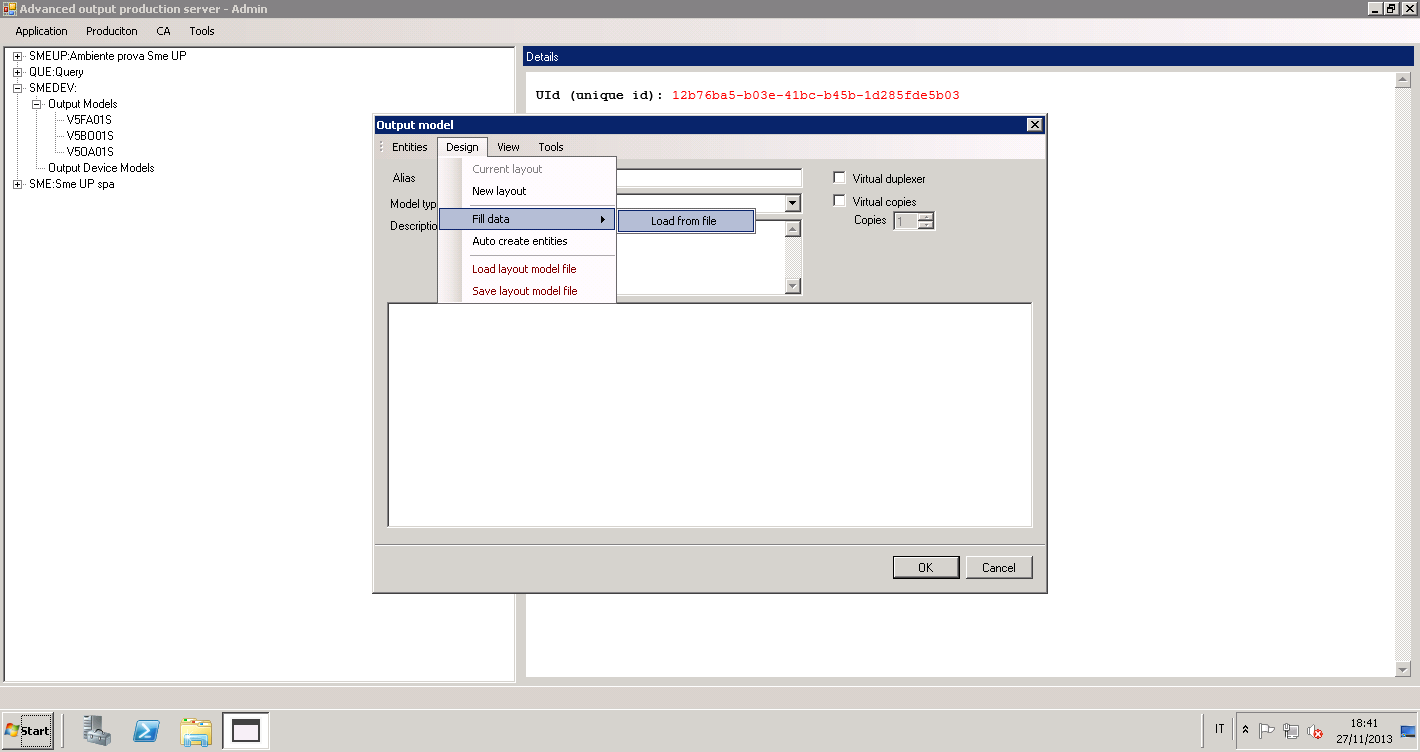 Advanced output production server - Admin
Application Produciton CA Tools
SMEUP:Ambiente prova Sme UP
QUE:Query
SMEDEV:
Output Models
V5FA01S
V5BO01S
V5OA01S
Output Device Models
SME:Sme UP spa
Details
UId (unique id): 12b76ba5-b03e-41bc-b45b-1d285fde5b03
Output model
Entities Design View Tools
Alias
Model typ
Descriptio
Current layout
New layout
Fill data
Load from file
Auto create entities
Load layout model file
Save layout model file
Virtual duplexer
Virtual copies
Copies 1
OK Cancel
Start
IT
18:41
27/11/2013